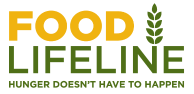 FOOD
LIFELINE
HUNGER DOESN'T HAVE TO HAPPEN